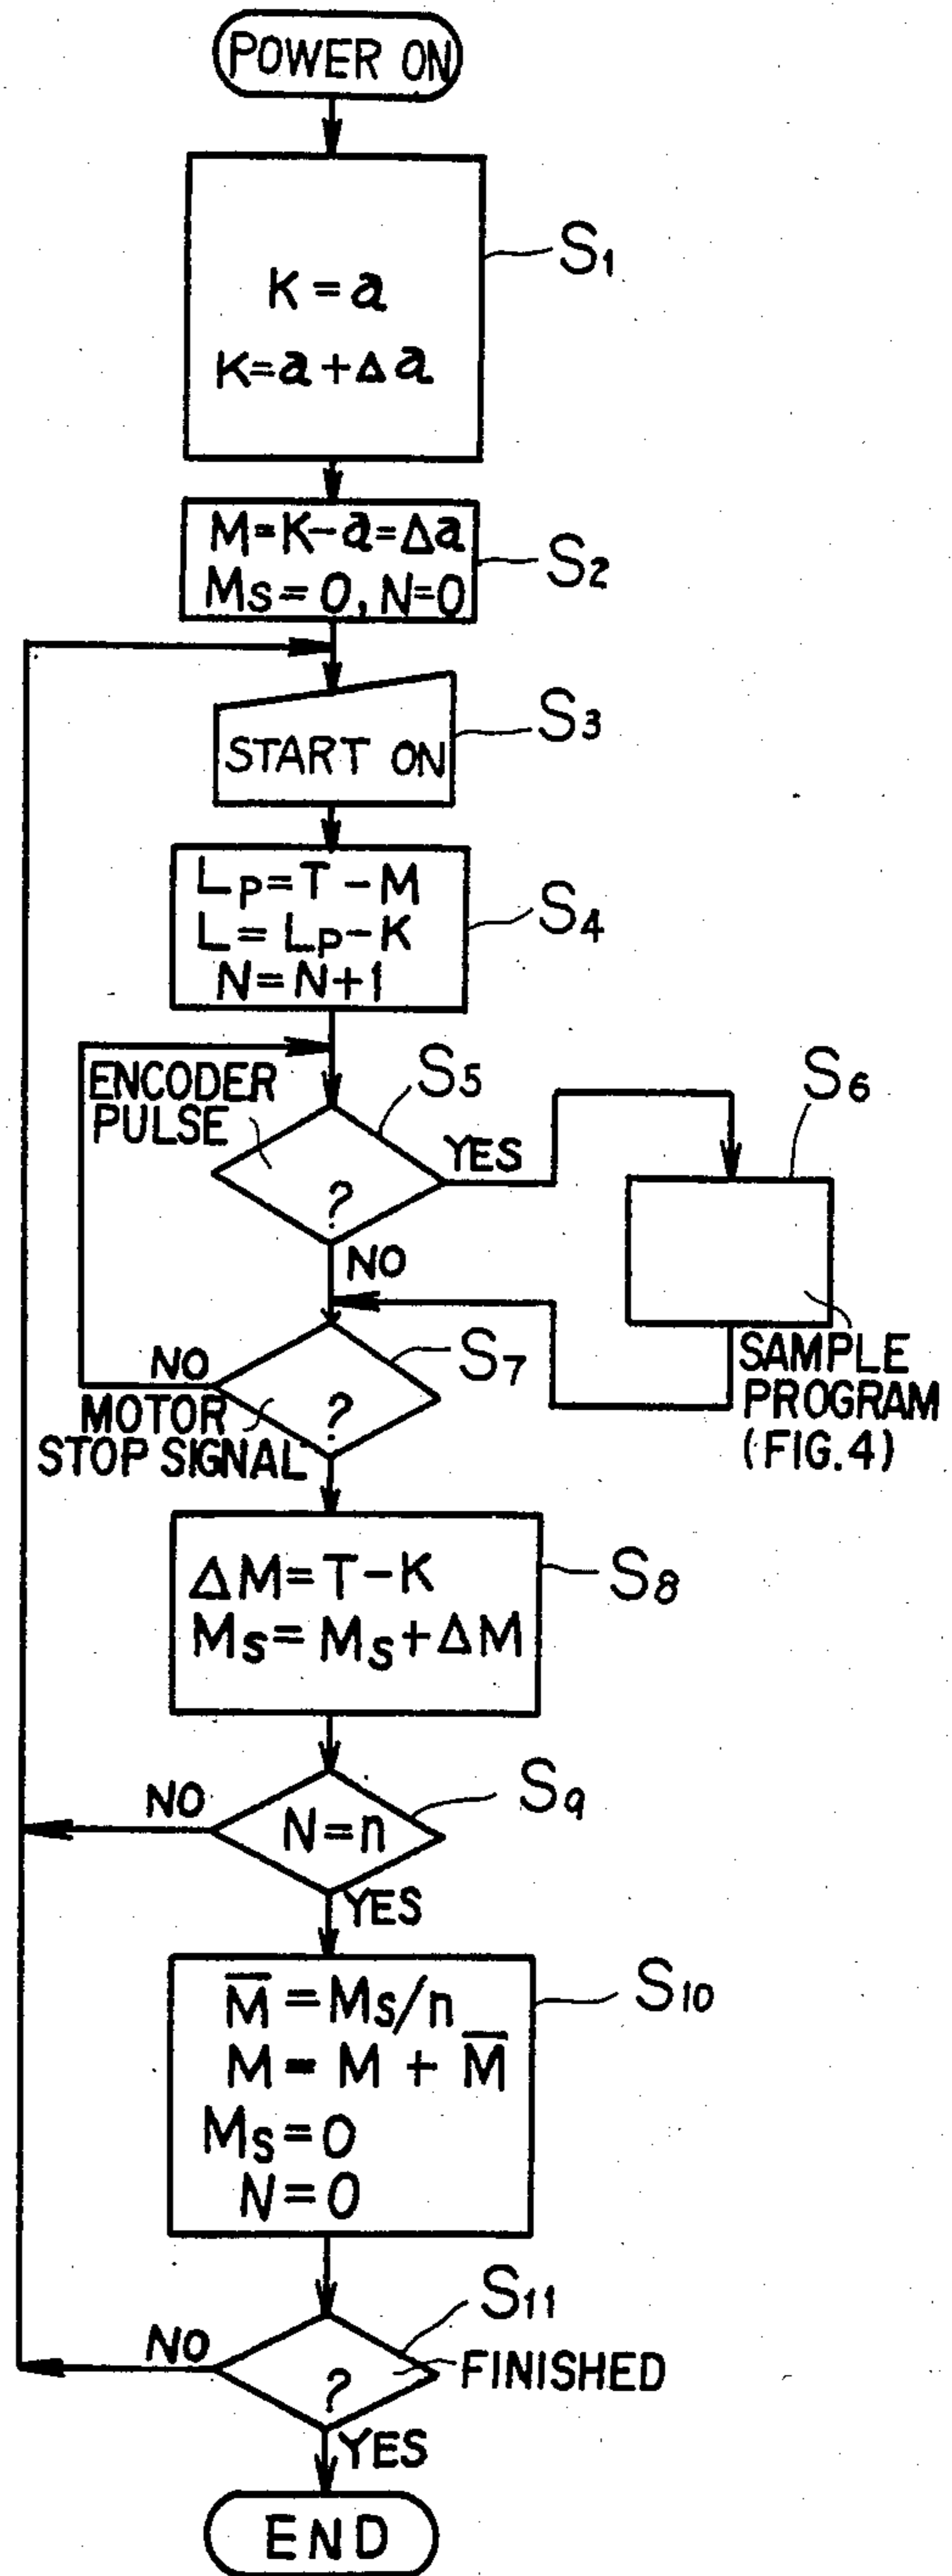 POWER ON
K = a
K = a + Δa
S1
M = K - a = Δa
Ms = 0, N = 0
S2
START ON
S3
LP = T - M
L = LP - K
N = N + 1
S4
ENCODER
PULSE
?
S5
YES
NO
S6
SAMPLE
PROGRAM
(FIG. 4)
NO
MOTOR
STOP SIGNAL
?
S7
ΔM = T - K
Ms = Ms + ΔM
S8
NO
N = n
S9
YES
M̅ = Ms/n
M = M + M̅
Ms = 0
N = 0
S10
NO
?
S11
FINISHED
YES
END